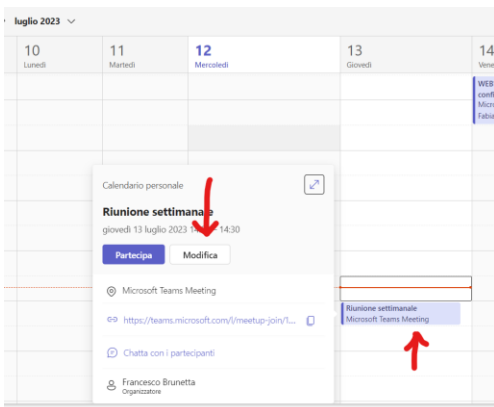 luglio 2023
10
Lunedì
11
Martedì
12
Mercoledì
13
Giovedì
14
WEB
Calendario personale
Riunione settimanale
giovedì 13 luglio 2023 14:30
Partecipa
Modifica
Microsoft Teams Meeting
https://teams.microsoft.com/l/meetup-join/1...
Chatta con i partecipanti
Francesco Brunetta
Organizzatore
Riunione settimanale
Microsoft Teams Meeting